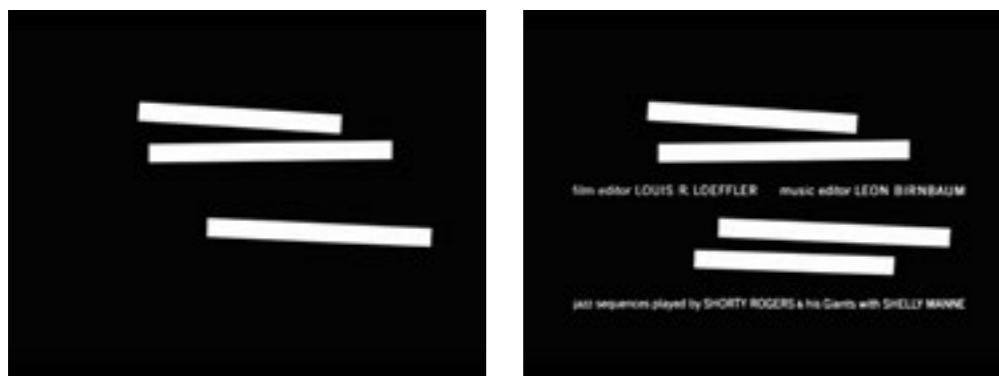 film editor LOUIS R. LOEFFLER music editor LEON BIRNBAUM
jazz sequences played by SHORTY ROGERS & his Giants with SHELLY MANNE